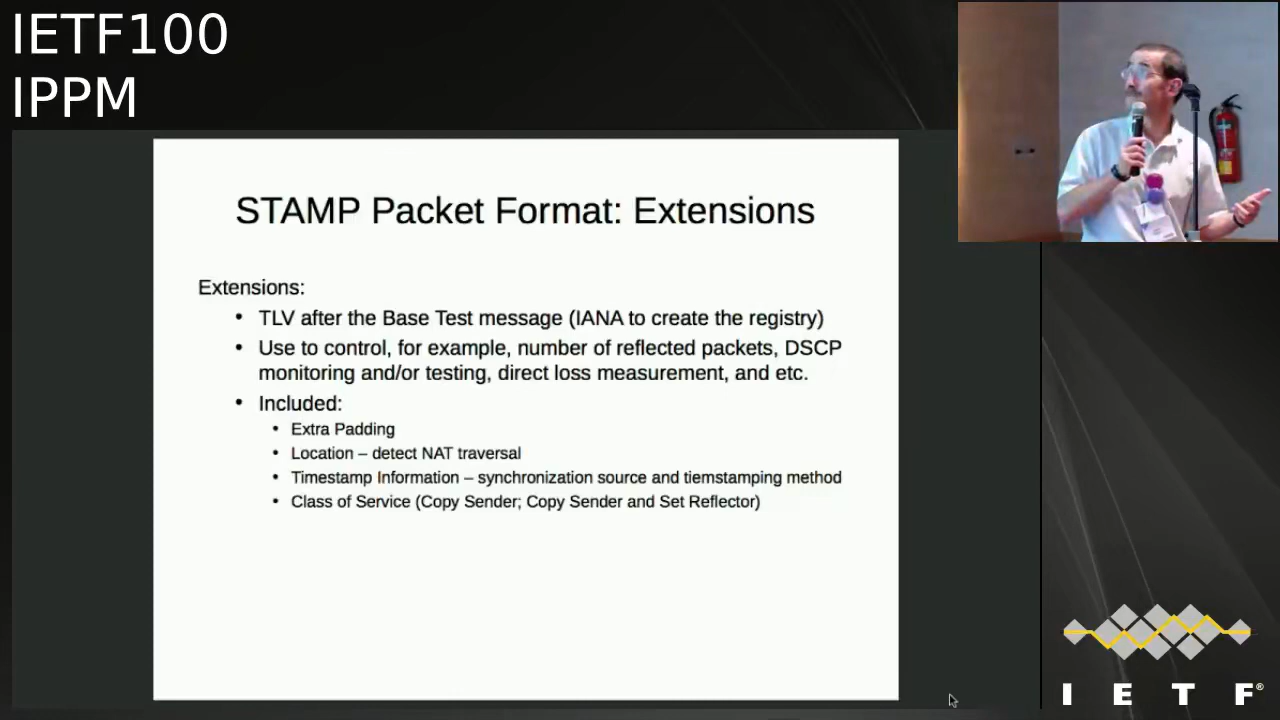 IETF100
IPPM
STAMP Packet Format: Extensions
Extensions:
• TLV after the Base Test message (IANA to create the registry)
• Use to control, for example, number of reflected packets, DSCP
monitoring and/or testing, direct loss measurement, and etc.
• Included:
• Extra Padding
• Location – detect NAT traversal
• Timestamp Information – synchronization source and tiemstamping method
• Class of Service (Copy Sender; Copy Sender and Set Reflector)
I E T F®